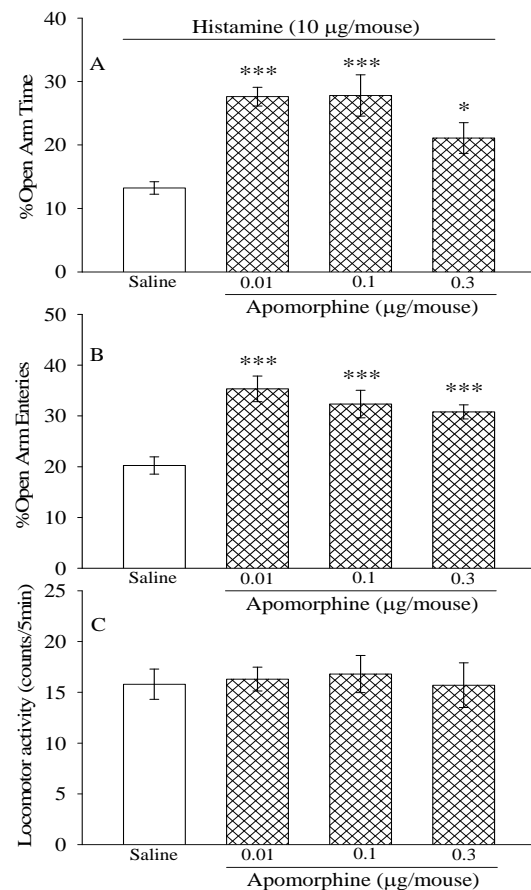 Histamine (10 µg/mouse)
A
%Open Arm Time
40
30
20
10
0
***
***
*
Saline
0.01
0.1
0.3
Apomorphine (µg/mouse)
B
%Open Arm Enteries
50
40
30
20
10
0
***
***
***
Saline
0.01
0.1
0.3
Apomorphine (µg/mouse)
C
Locomotor activity (counts/5min)
25
20
15
10
5
0
Saline
0.01
0.1
0.3
Apomorphine (µg/mouse)